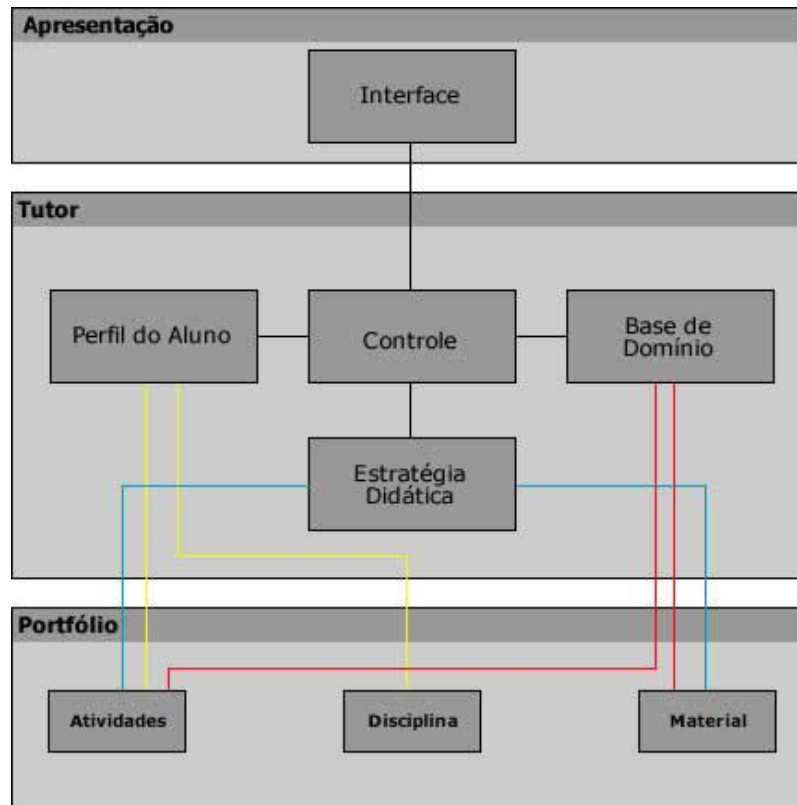 Apresentação
Interface
Tutor
Perfil do Aluno
Controle
Base de
Domínio
Estratégia
Didática
Portfólio
Atividades
Disciplina
Material